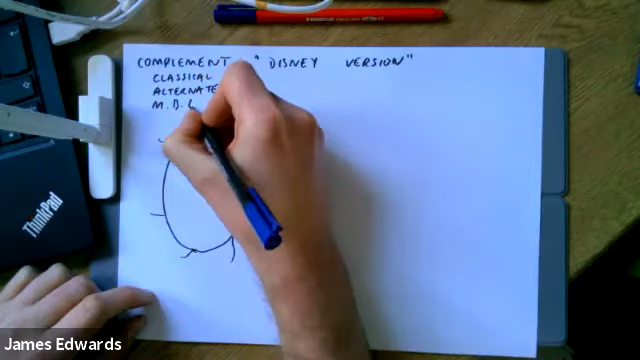 COMPLEMENT "DISNEY VERSION"
CLASSICAL
ALTERNATE
M.B.L
ThinkPad
James Edwards